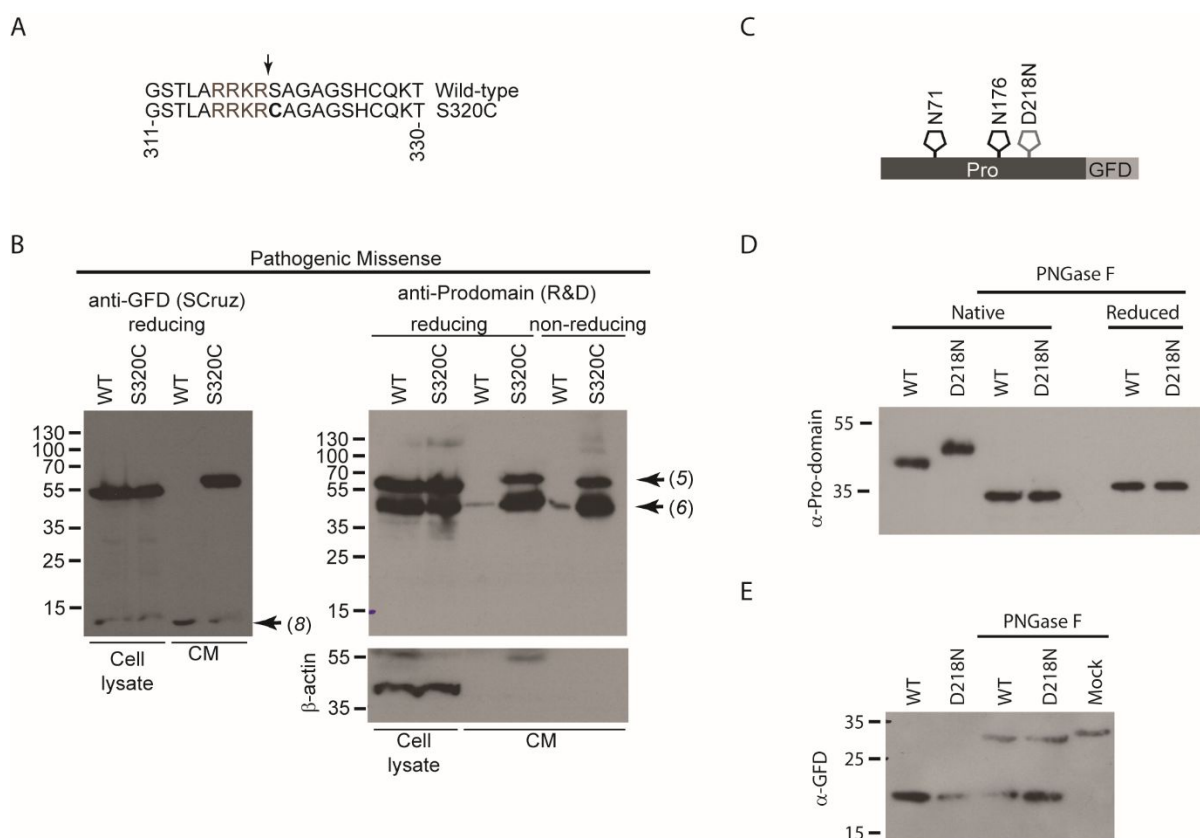 A
GSTLARRKRSAGAGSHCQKT Wild-type
GSTLARRKRCAGAGSHCQKT S320C
311- 330-
B
Pathogenic Missense
anti-GFD (SCruz)
reducing
anti-Prodomain (R&D)
reducing non-reducing
WT S320C WT S320C
WT S320C WT S320C WT S320C
130
100
70
55
35
25
15
(8)
Cell lysate
CM
130
100
70
55
35
25
15
(5)
(6)
β-actin
55
35
Cell lysate
CM
C
N71 N176 D218N
Pro GFD
D
PNGase F
Native Reduced
WT D218N WT D218N WT D218N
α-Pro-domain
55
35
E
PNGase F
WT D218N WT D218N Mock
α-GFD
35
25
15